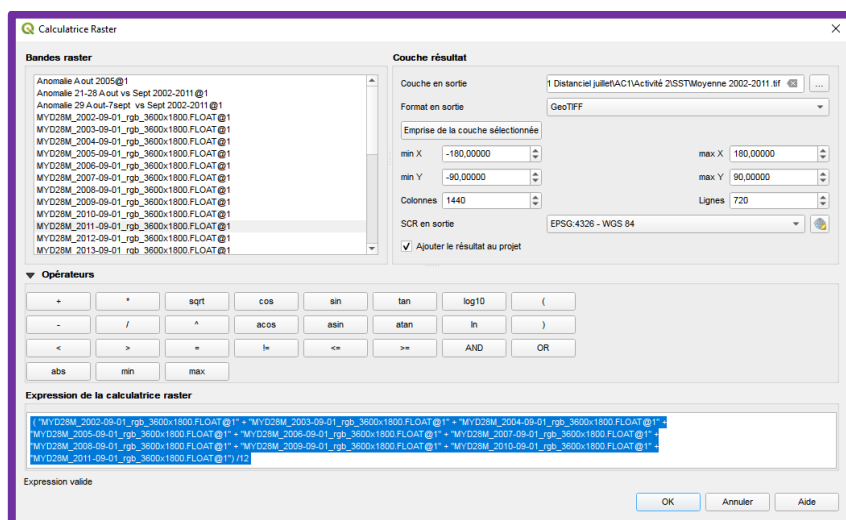 Calculatrice Raster
Bandes raster
Anomalie Aout 2005@1
Anomalie 21-28 Aout vs Sept 2002-2011@1
Anomalie 29 Aout-7sept vs Sept 2002-2011@1
MYD28M_2002-09-01_rgb_3600x1800.FLOAT@1
MYD28M_2003-09-01_rgb_3600x1800.FLOAT@1
MYD28M_2004-09-01_rgb_3600x1800.FLOAT@1
MYD28M_2005-09-01_rgb_3600x1800.FLOAT@1
MYD28M_2006-09-01_rgb_3600x1800.FLOAT@1
MYD28M_2007-09-01_rgb_3600x1800.FLOAT@1
MYD28M_2008-09-01_rgb_3600x1800.FLOAT@1
MYD28M_2009-09-01_rgb_3600x1800.FLOAT@1
MYD28M_2010-09-01_rgb_3600x1800.FLOAT@1
MYD28M_2011-09-01_rgb_3600x1800.FLOAT@1
MYD28M_2012-09-01_rgb_3600x1800.FLOAT@1
MYD28M_2013-09-01_rgb_3600x1800.FLOAT@1
Couche résultat
Couche en sortie 1 Distanciel juillet\AC1\Activité 2\SST\Moyenne 2002-2011.tif ...
Format en sortie GeoTIFF
Emprise de la couche sélectionnée
min X -180,00000 max X 180,00000
min Y -90,00000 max Y 90,00000
Colonnes 1440 Lignes 720
SCR en sortie EPSG:4326 - WGS 84
Ajouter le résultat au projet
Opérateurs
+ * sqrt cos sin tan log10 (
- / ^ acos asin atan ln )
< > = != <= >= AND OR
abs min max
Expression de la calculatrice raster
( "MYD28M_2002-09-01_rgb_3600x1800.FLOAT@1" + "MYD28M_2003-09-01_rgb_3600x1800.FLOAT@1" + "MYD28M_2004-09-01_rgb_3600x1800.FLOAT@1" +
"MYD28M_2005-09-01_rgb_3600x1800.FLOAT@1" + "MYD28M_2006-09-01_rgb_3600x1800.FLOAT@1" + "MYD28M_2007-09-01_rgb_3600x1800.FLOAT@1" +
"MYD28M_2008-09-01_rgb_3600x1800.FLOAT@1" + "MYD28M_2009-09-01_rgb_3600x1800.FLOAT@1" + "MYD28M_2010-09-01_rgb_3600x1800.FLOAT@1" +
"MYD28M_2011-09-01_rgb_3600x1800.FLOAT@1") /12
Expression valide
OK Annuler Aide